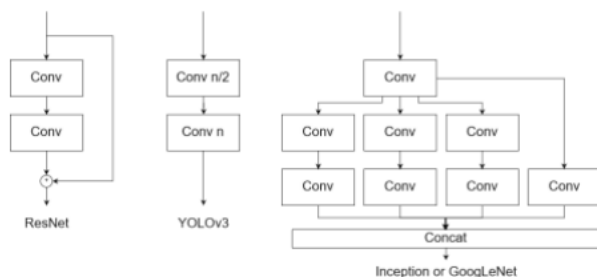 Conv
Conv
ResNet
Conv n/2
Conv n
YOLOv3
Conv
Conv Conv Conv
Conv Conv Conv Conv
Concat
Inception or GoogLeNet